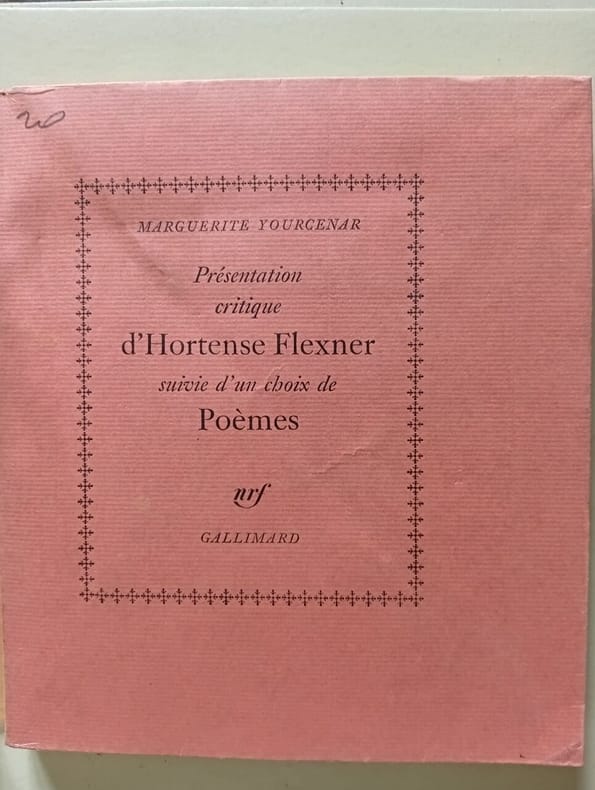 20
MARGUERITE YOURCENAR
Présentation
critique
d'Hortense Flexner
suivie d'un choix de
Poèmes
nrf
GALLIMARD